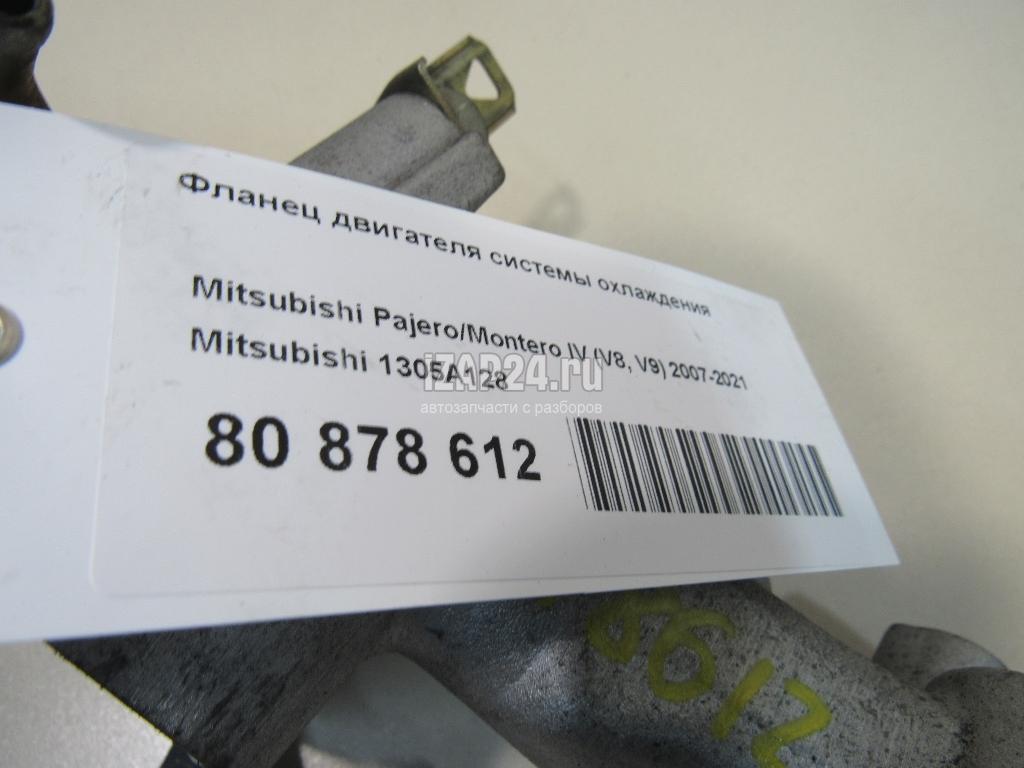 Фланец двигателя системы охлаждения
Mitsubishi Pajero/Montero IV (V8, V9) 2007-2021
Mitsubishi 1305A128
iZAP24.ru
автозапчасти с разборов
80 878 612